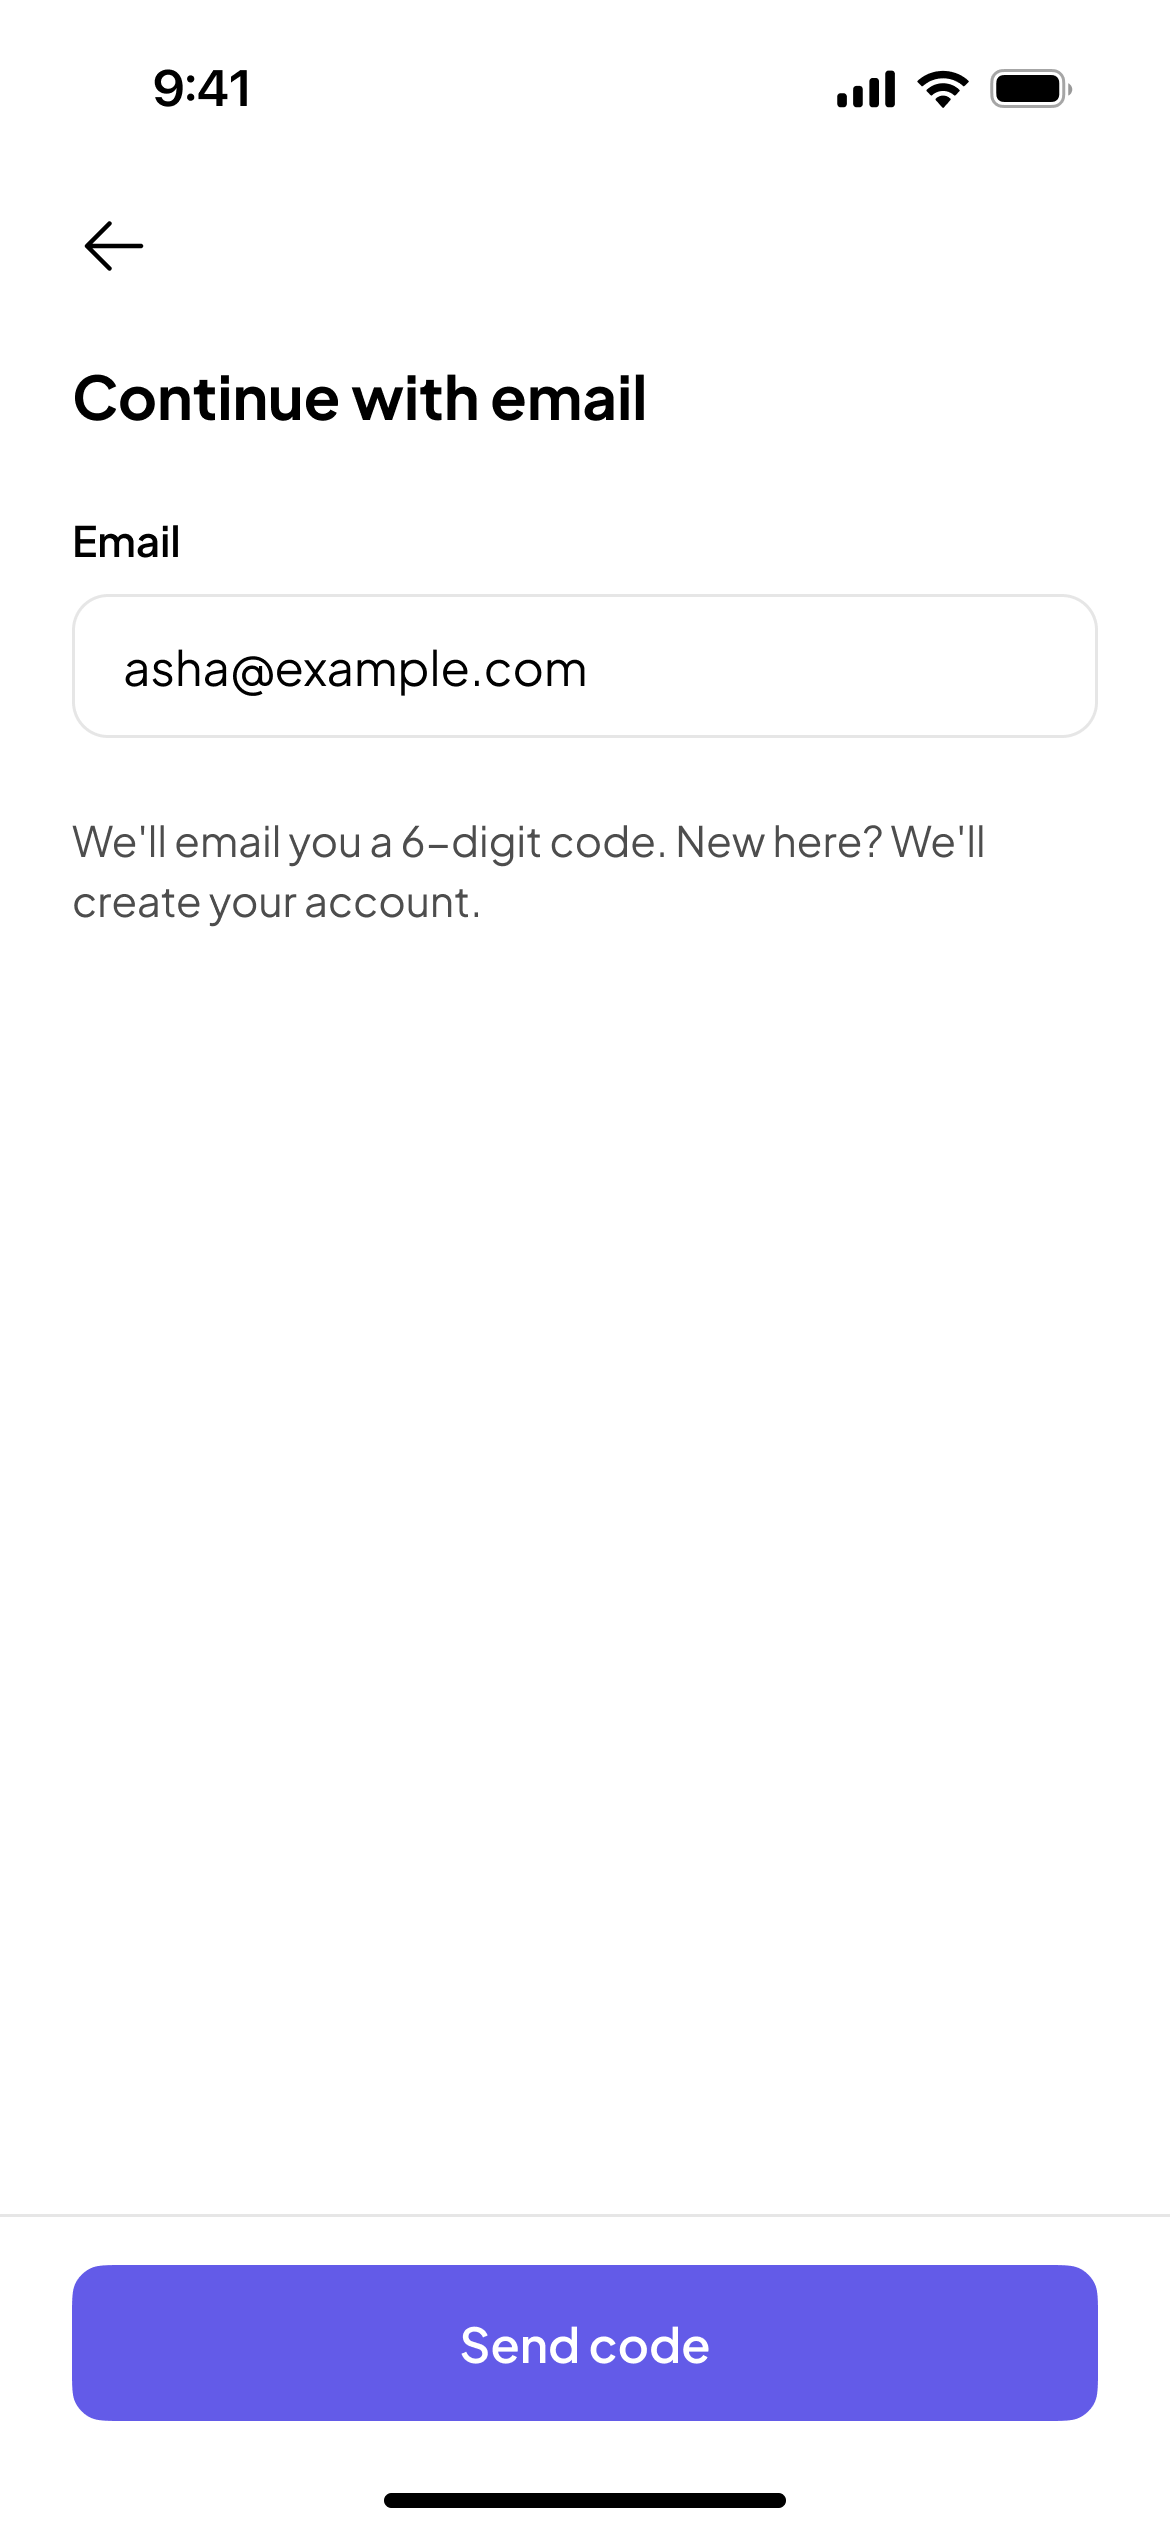 9:41
Continue with email
Email
asha@example.com
We'll email you a 6-digit code. New here? We'll
create your account.
Send code